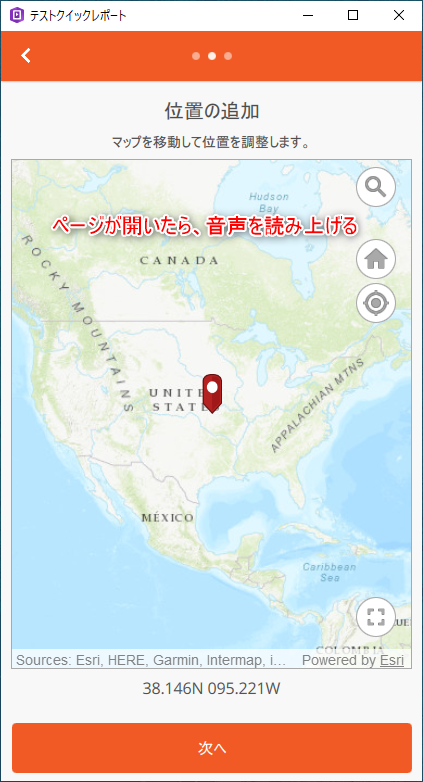 テストクイックレポート
位置の追加
マップを移動して位置を調整します。
Hudson
Bay
ページが開いたら、音声を読み上げる
CANADA
ROCKY MOUNTAINS
UNITED
STATES
APPALACHIAN MTNS
MÉXICO
Caribbean
Sea
COLOMBIA
Sources: Esri, HERE, Garmin, Intermap, i... Powered by Esri
38.146N 095.221W
次へ